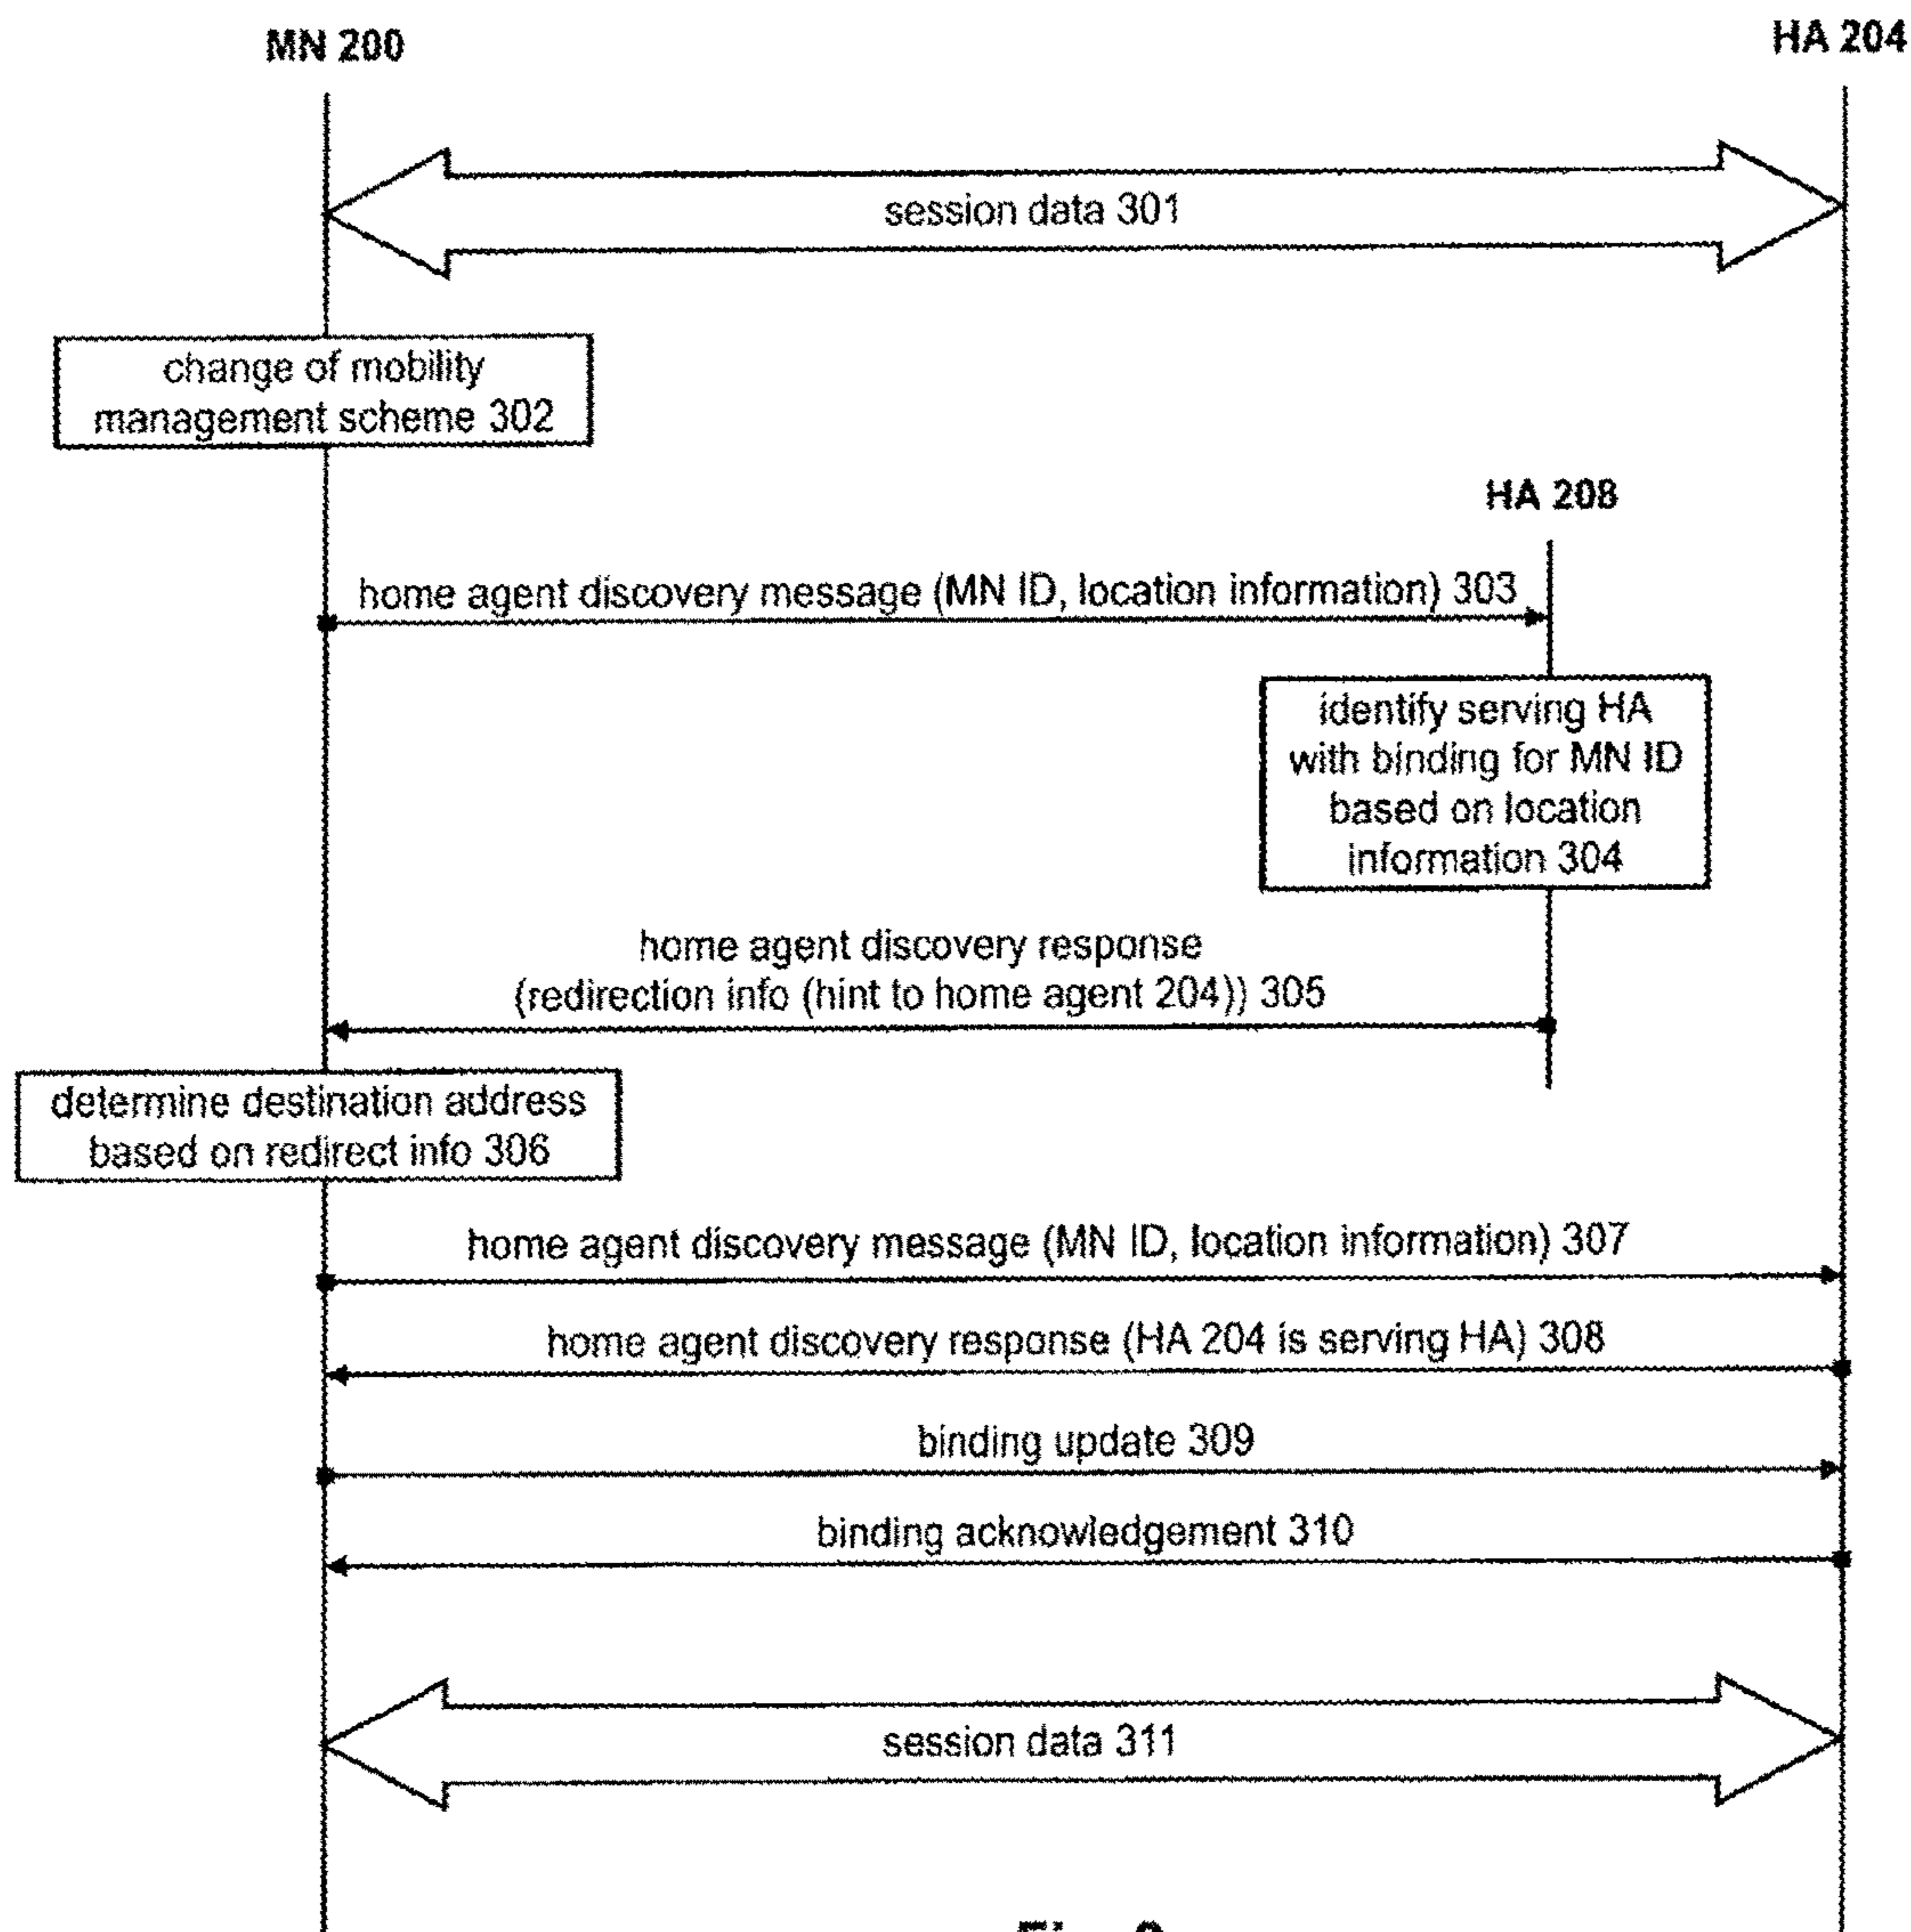 MN 200
HA 204
session data 301
change of mobility
management scheme 302
HA 208
home agent discovery message (MN ID, location information) 303
identify serving HA
with binding for MN ID
based on location
information 304
home agent discovery response
(redirection info (hint to home agent 204)) 305
determine destination address
based on redirect info 306
home agent discovery message (MN ID, location information) 307
home agent discovery response (HA 204 is serving HA) 308
binding update 309
binding acknowledgement 310
session data 311